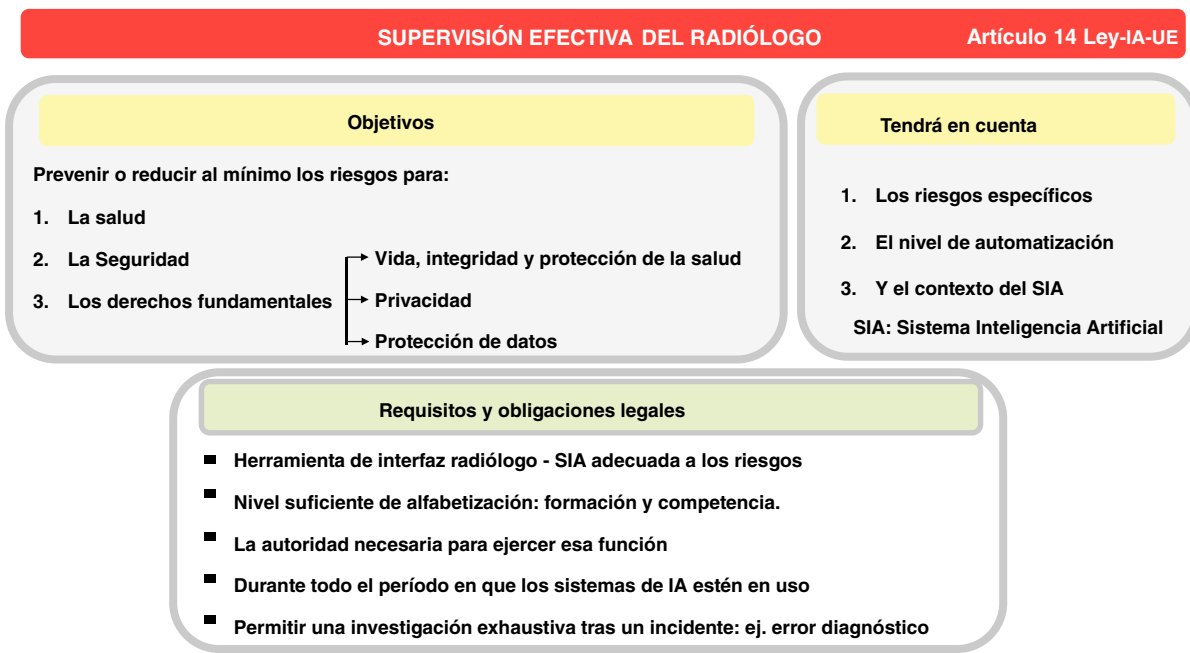 SUPERVISIÓN EFECTIVA DEL RADIÓLOGO
Artículo 14 Ley-IA-UE
Objetivos
Prevenir o reducir al mínimo los riesgos para:
1. La salud
2. La Seguridad
3. Los derechos fundamentales
Vida, integridad y protección de la salud
Privacidad
Protección de datos
Tendrá en cuenta
1. Los riesgos específicos
2. El nivel de automatización
3. Y el contexto del SIA
SIA: Sistema Inteligencia Artificial
Requisitos y obligaciones legales
Herramienta de interfaz radiólogo - SIA adecuada a los riesgos
Nivel suficiente de alfabetización: formación y competencia.
La autoridad necesaria para ejercer esa función
Durante todo el período en que los sistemas de IA estén en uso
Permitir una investigación exhaustiva tras un incidente: ej. error diagnóstico